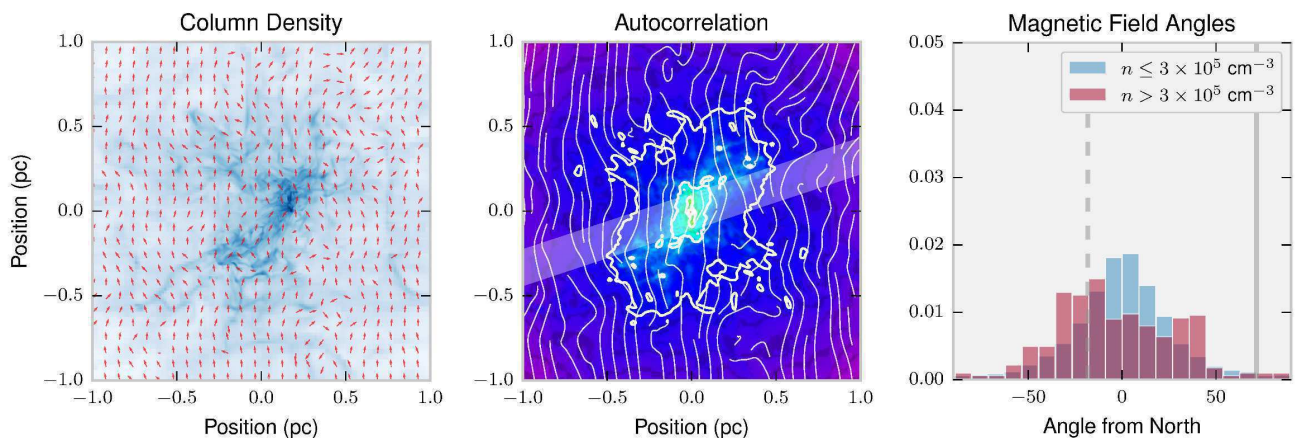 Column Density
Autocorrelation
Magnetic Field Angles
1.0
0.5
0.0
−0.5
−1.0
Position (pc)
−1.0 −0.5 0.0 0.5 1.0
Position (pc)
1.0
0.5
0.0
−0.5
−1.0
−1.0 −0.5 0.0 0.5 1.0
Position (pc)
0.05
0.04
0.03
0.02
0.01
0.00
n ≤ 3 × 10⁵ cm⁻³
n > 3 × 10⁵ cm⁻³
−50 0 50
Angle from North